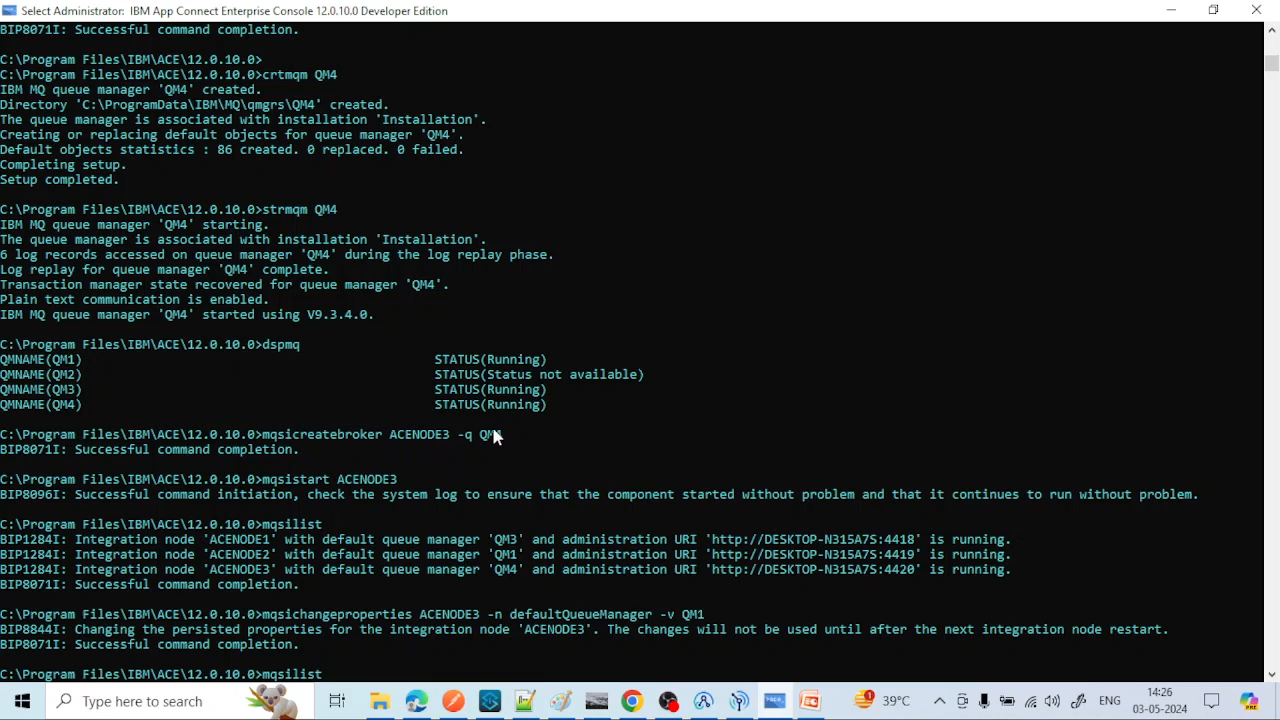 Select Administrator: IBM App Connect Enterprise Console 12.0.10.0 Developer Edition
BIP8071I: Successful command completion.
C:\Program Files\IBM\ACE\12.0.10.0>
C:\Program Files\IBM\ACE\12.0.10.0>crtmqm QM4
IBM MQ queue manager 'QM4' created.
Directory 'C:\ProgramData\IBM\MQ\qmgrs\QM4' created.
The queue manager is associated with installation 'Installation'.
Creating or replacing default objects for queue manager 'QM4'.
Default objects statistics : 86 created. 0 replaced. 0 failed.
Completing setup.
Setup completed.
C:\Program Files\IBM\ACE\12.0.10.0>strmqm QM4
IBM MQ queue manager 'QM4' starting.
The queue manager is associated with installation 'Installation'.
6 log records accessed on queue manager 'QM4' during the log replay phase.
Log replay for queue manager 'QM4' complete.
Transaction manager state recovered for queue manager 'QM4'.
Plain text communication is enabled.
IBM MQ queue manager 'QM4' started using V9.3.4.0.
C:\Program Files\IBM\ACE\12.0.10.0>dspmq
QMNAME(QM1) STATUS(Running)
QMNAME(QM2) STATUS(Status not available)
QMNAME(QM3) STATUS(Running)
QMNAME(QM4) STATUS(Running)
C:\Program Files\IBM\ACE\12.0.10.0>mqsicreatebroker ACENODE3 -q
BIP8071I: Successful command completion.
C:\Program Files\IBM\ACE\12.0.10.0>mqsistart ACENODE3
BIP8096I: Successful command initiation, check the system log to ensure that the component started without problem and that it continues to run without problem.
C:\Program Files\IBM\ACE\12.0.10.0>mqsilist
BIP1284I: Integration node 'ACENODE1' with default queue manager 'QM3' and administration URI 'http://DESKTOP-N315A7S:4418' is running.
BIP1284I: Integration node 'ACENODE2' with default queue manager 'QM1' and administration URI 'http://DESKTOP-N315A7S:4419' is running.
BIP1284I: Integration node 'ACENODE3' with default queue manager 'QM4' and administration URI 'http://DESKTOP-N315A7S:4420' is running.
BIP8071I: Successful command completion.
C:\Program Files\IBM\ACE\12.0.10.0>mqsichangeproperties ACENODE3 -n defaultQueueManager -v QM1
BIP8844I: Changing the persisted properties for the integration node 'ACENODE3'. The changes will not be used until after the next integration node restart.
BIP8071I: Successful command completion.
C:\Program Files\IBM\ACE\12.0.10.0>mqsilist
Type here to search
39°C
ENG
14:26
03-05-2024